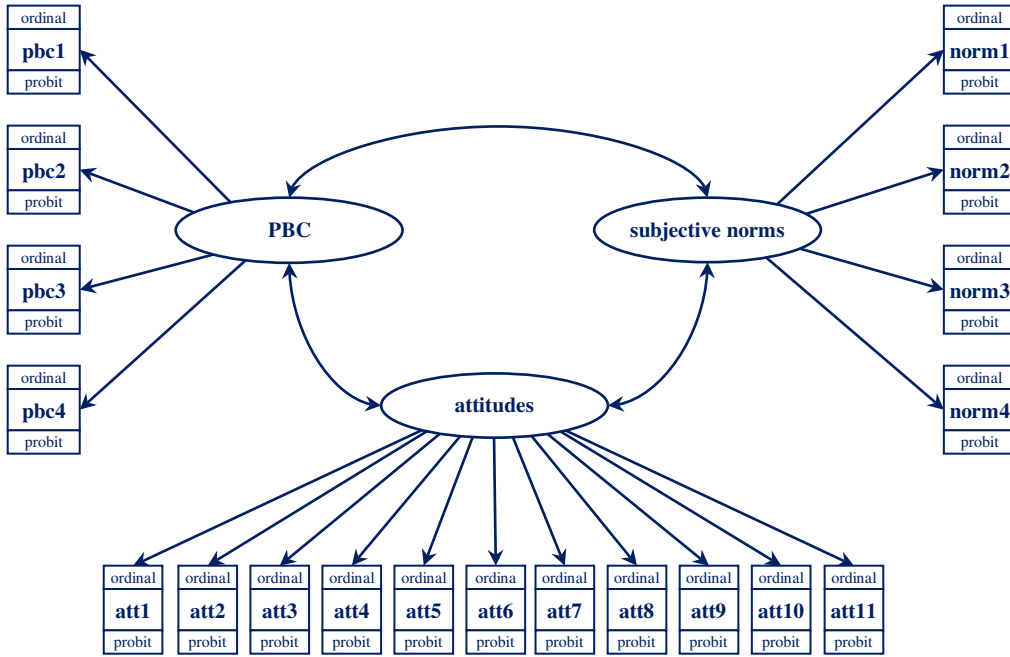 ordinal
pbc1
probit
ordinal
pbc2
probit
ordinal
pbc3
probit
ordinal
pbc4
probit
PBC
subjective norms
attitudes
ordinal
norm1
probit
ordinal
norm2
probit
ordinal
norm3
probit
ordinal
norm4
probit
ordinal
att1
probit
ordinal
att2
probit
ordinal
att3
probit
ordinal
att4
probit
ordinal
att5
probit
ordina
att6
probit
ordinal
att7
probit
ordinal
att8
probit
ordinal
att9
probit
ordinal
att10
probit
ordinal
att11
probit